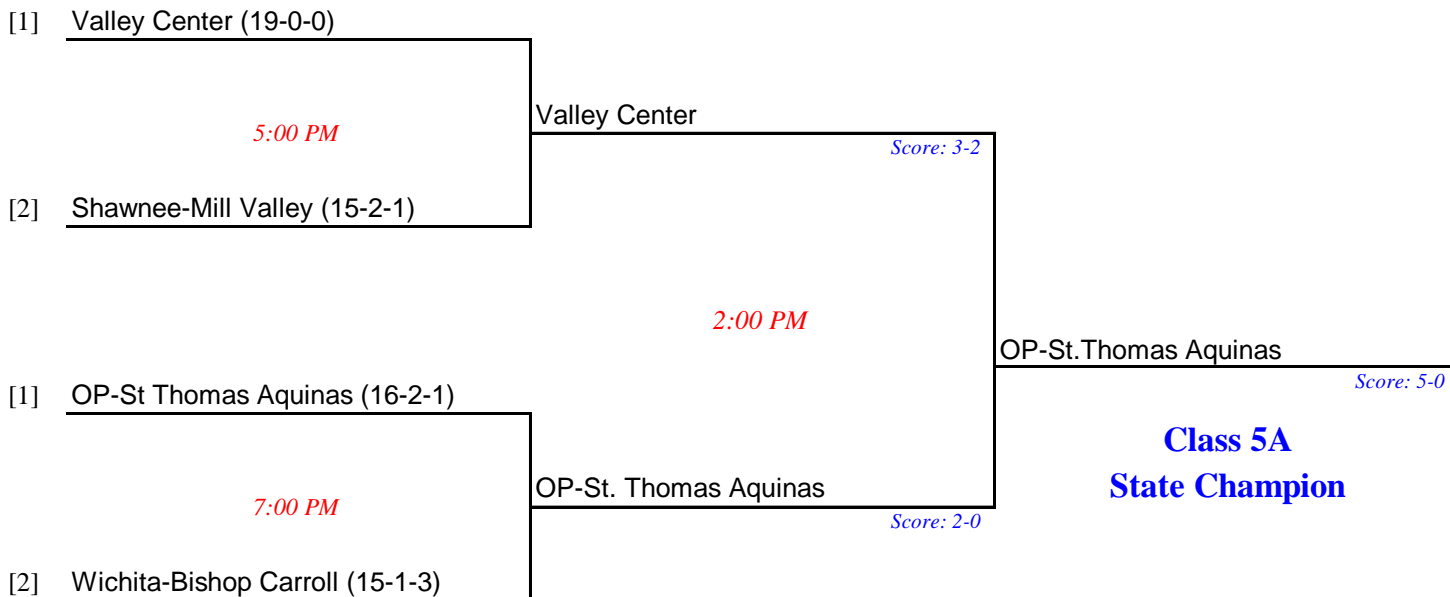 [1] Valley Center (19-0-0)
Valley Center
5:00 PM
Score: 3-2
[2] Shawnee-Mill Valley (15-2-1)
2:00 PM
OP-St.Thomas Aquinas
Score: 5-0
[1] OP-St Thomas Aquinas (16-2-1)
Class 5A
State Champion
OP-St. Thomas Aquinas
7:00 PM
Score: 2-0
[2] Wichita-Bishop Carroll (15-1-3)